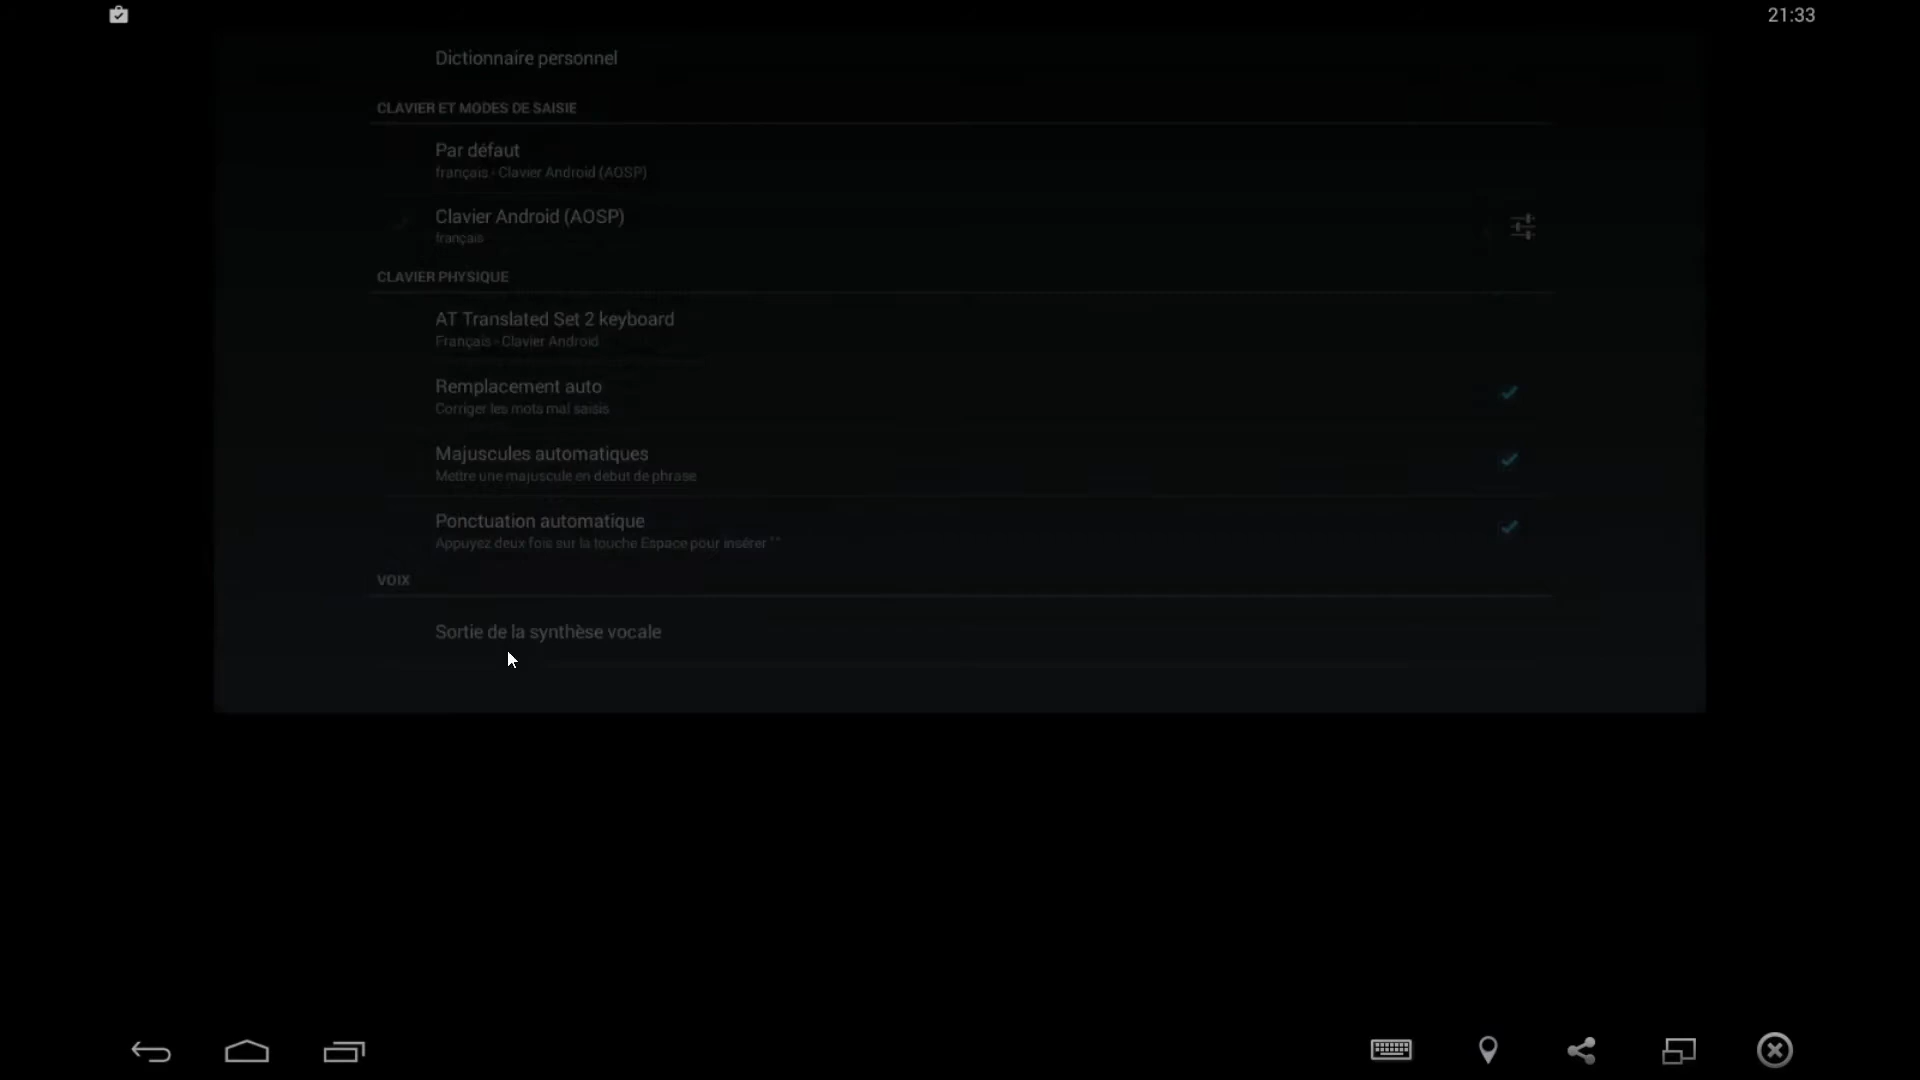 21:33
Dictionnaire personnel
CLAVIER ET MODES DE SAISIE
Par défaut
français - Clavier Android (AOSP)
Clavier Android (AOSP)
français
CLAVIER PHYSIQUE
AT Translated Set 2 keyboard
Français - Clavier Android
Remplacement auto
Corriger les mots mal saisis
Majuscules automatiques
Mettre une majuscule en début de phrase
Ponctuation automatique
Appuyez deux fois sur la touche Espace pour insérer "."
VOIX
Sortie de la synthèse vocale